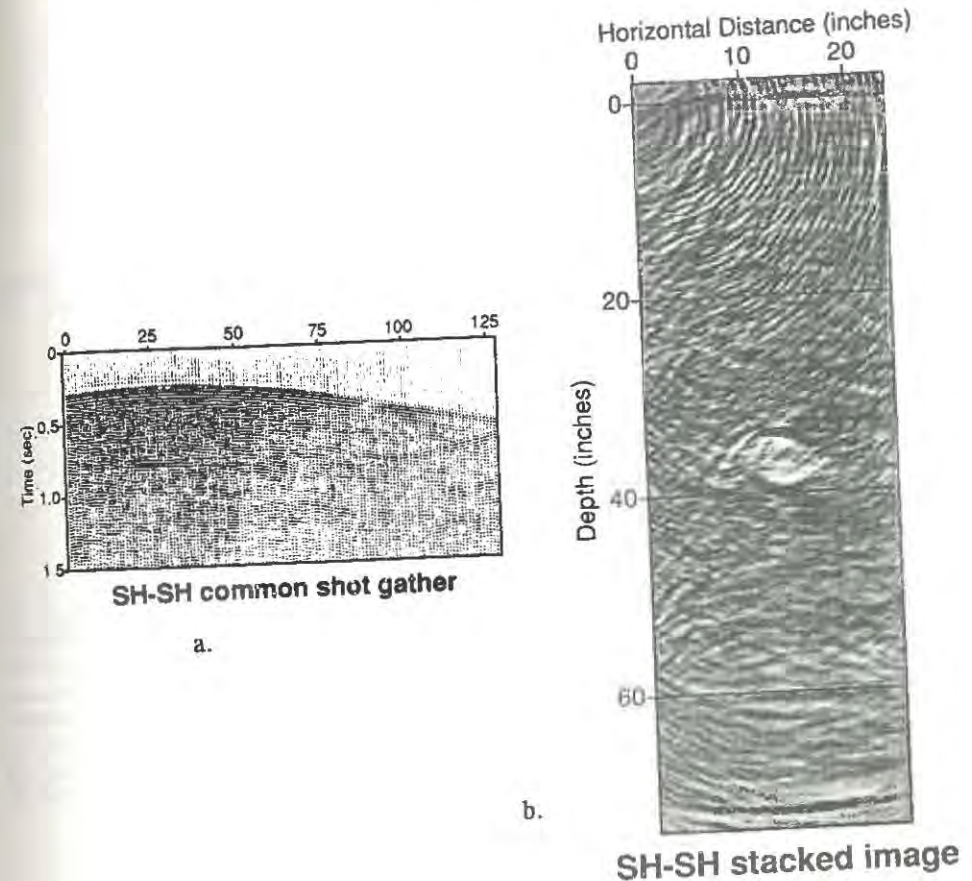 0 25 50 75 100 125
0
0.5
1.0
1.5
Time (sec)
SH-SH common shot gather
a.
Horizontal Distance (inches)
0 10 20
0
20
40
60
Depth (inches)
b.
SH-SH stacked image